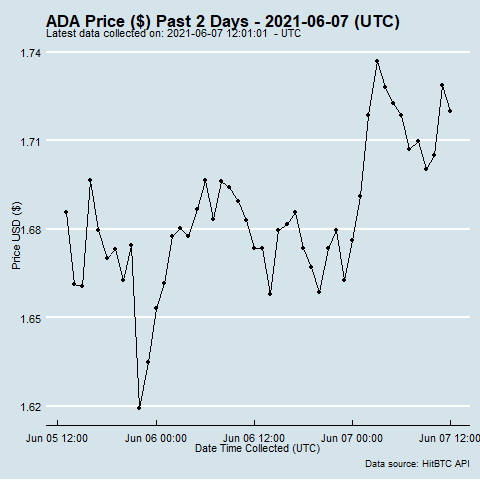 ADA Price ($) Past 2 Days - 2021-06-07 (UTC)
Latest data collected on: 2021-06-07 12:01:01 - UTC
1.74
1.71
1.68
1.65
1.62
Price USD ($)
Jun 05 12:00 Jun 06 00:00 Jun 06 12:00 Jun 07 00:00 Jun 07 12:00
Date Time Collected (UTC)
Data source: HitBTC API